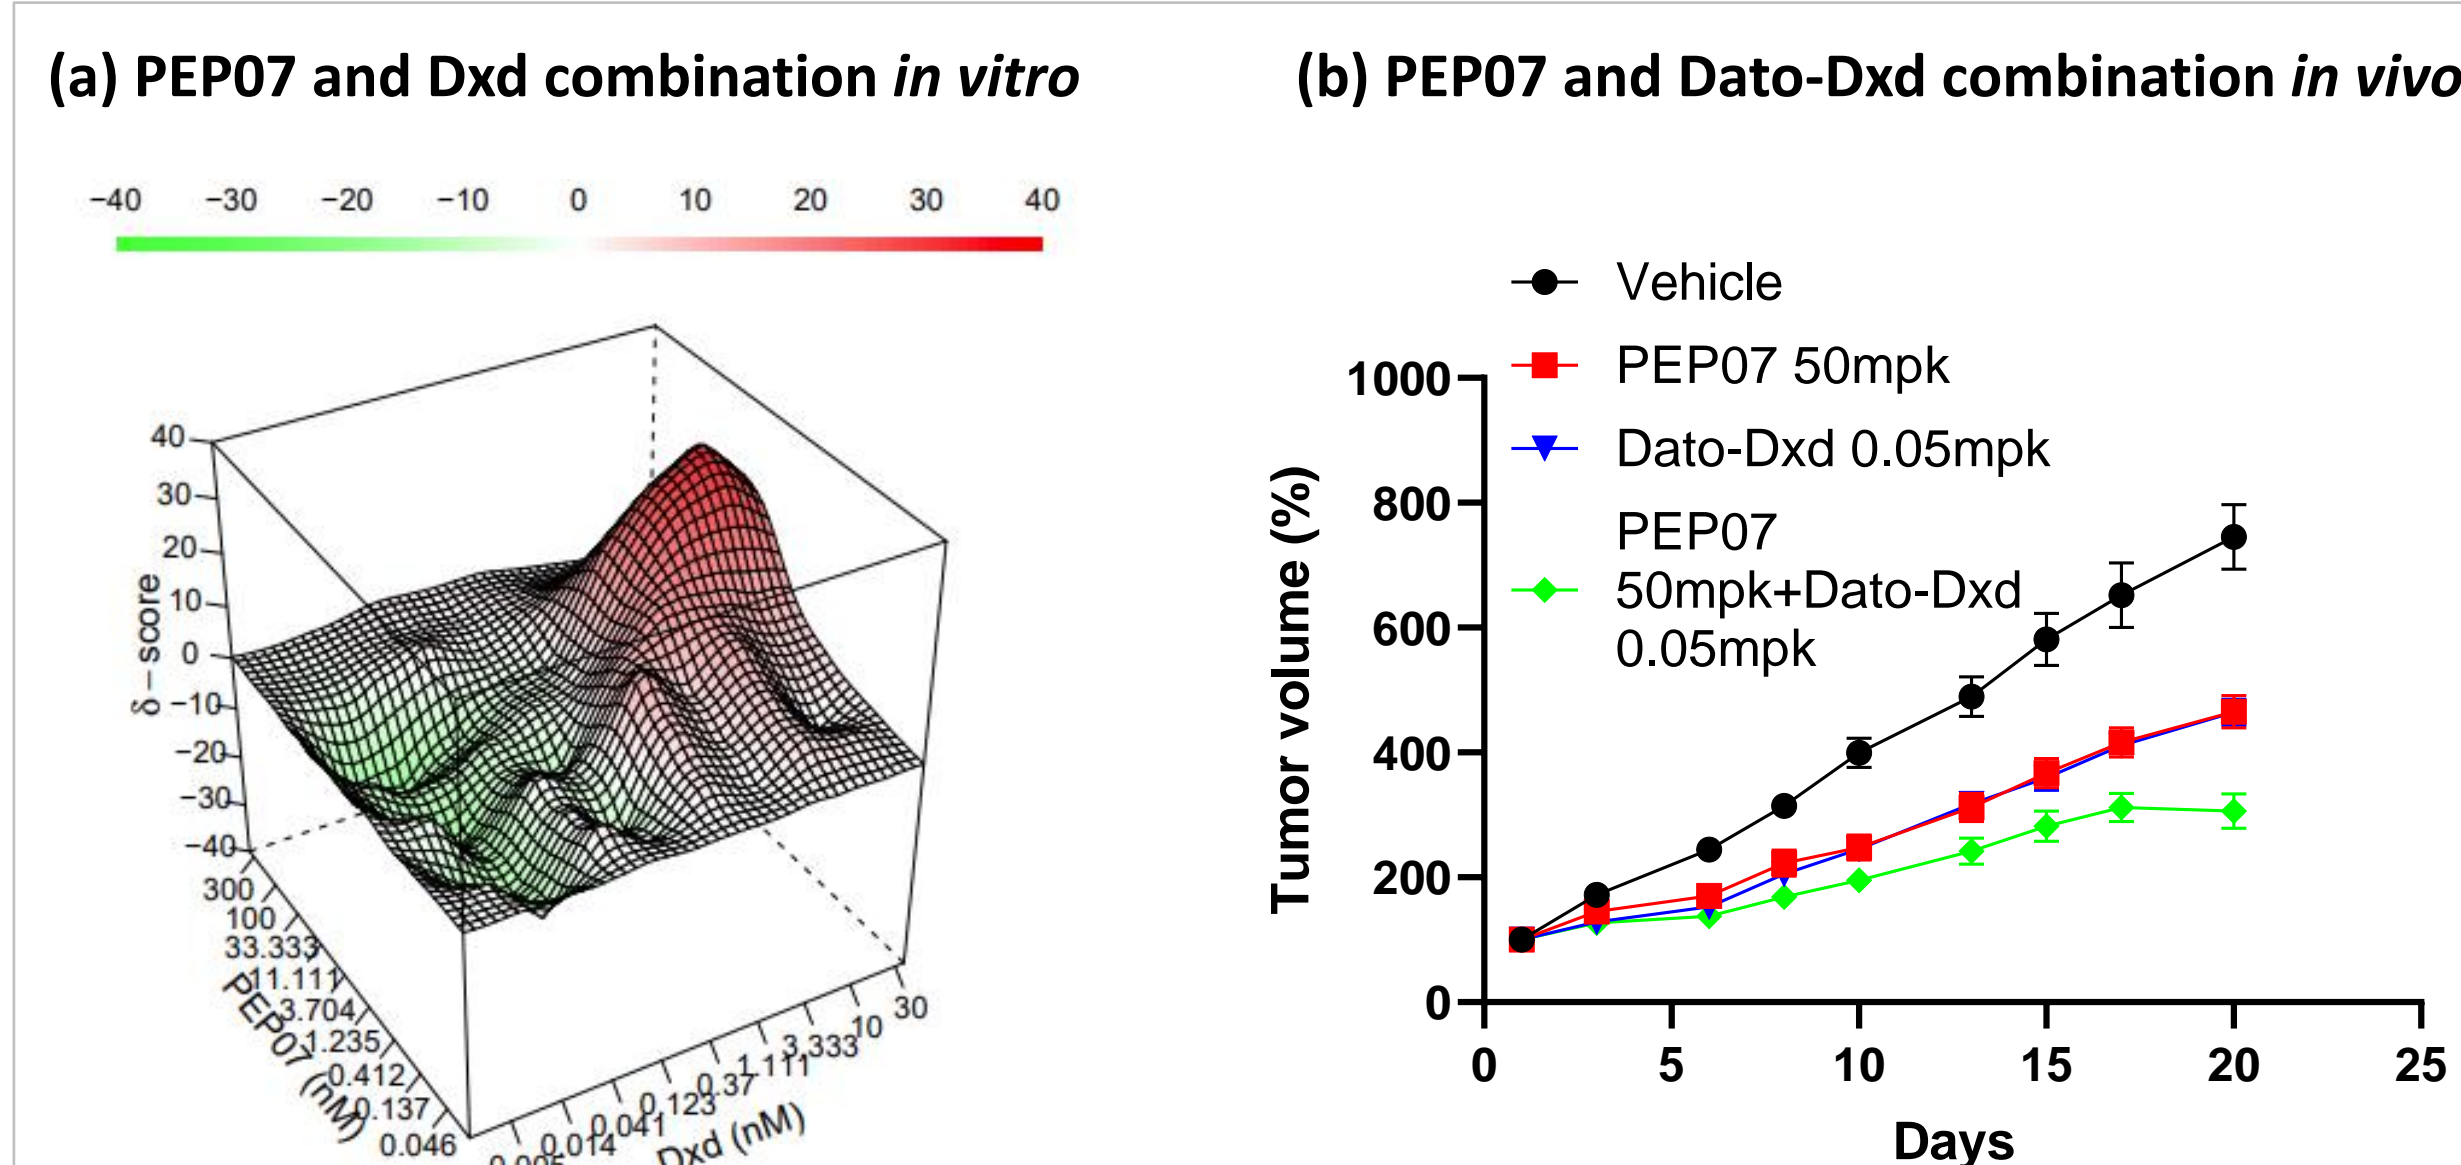 (a) PEP07 and Dxd combination in vitro
−40 −30 −20 −10 0 10 20 30 40
40
30
20
10
0
−10
−20
−30
−40
δ−score
300
100
33.333
11.111
3.704
1.235
0.412
0.137
0.046
PEP07 (nM)
0.014
0.041
0.123
0.37
1.111
3.333
10
30
Dxd (nM)
(b) PEP07 and Dato-Dxd combination in vivo
Vehicle
PEP07 50mpk
Dato-Dxd 0.05mpk
PEP07
50mpk+Dato-Dxd
0.05mpk
1000
800
600
400
200
0
Tumor volume (%)
0 5 10 15 20 25
Days